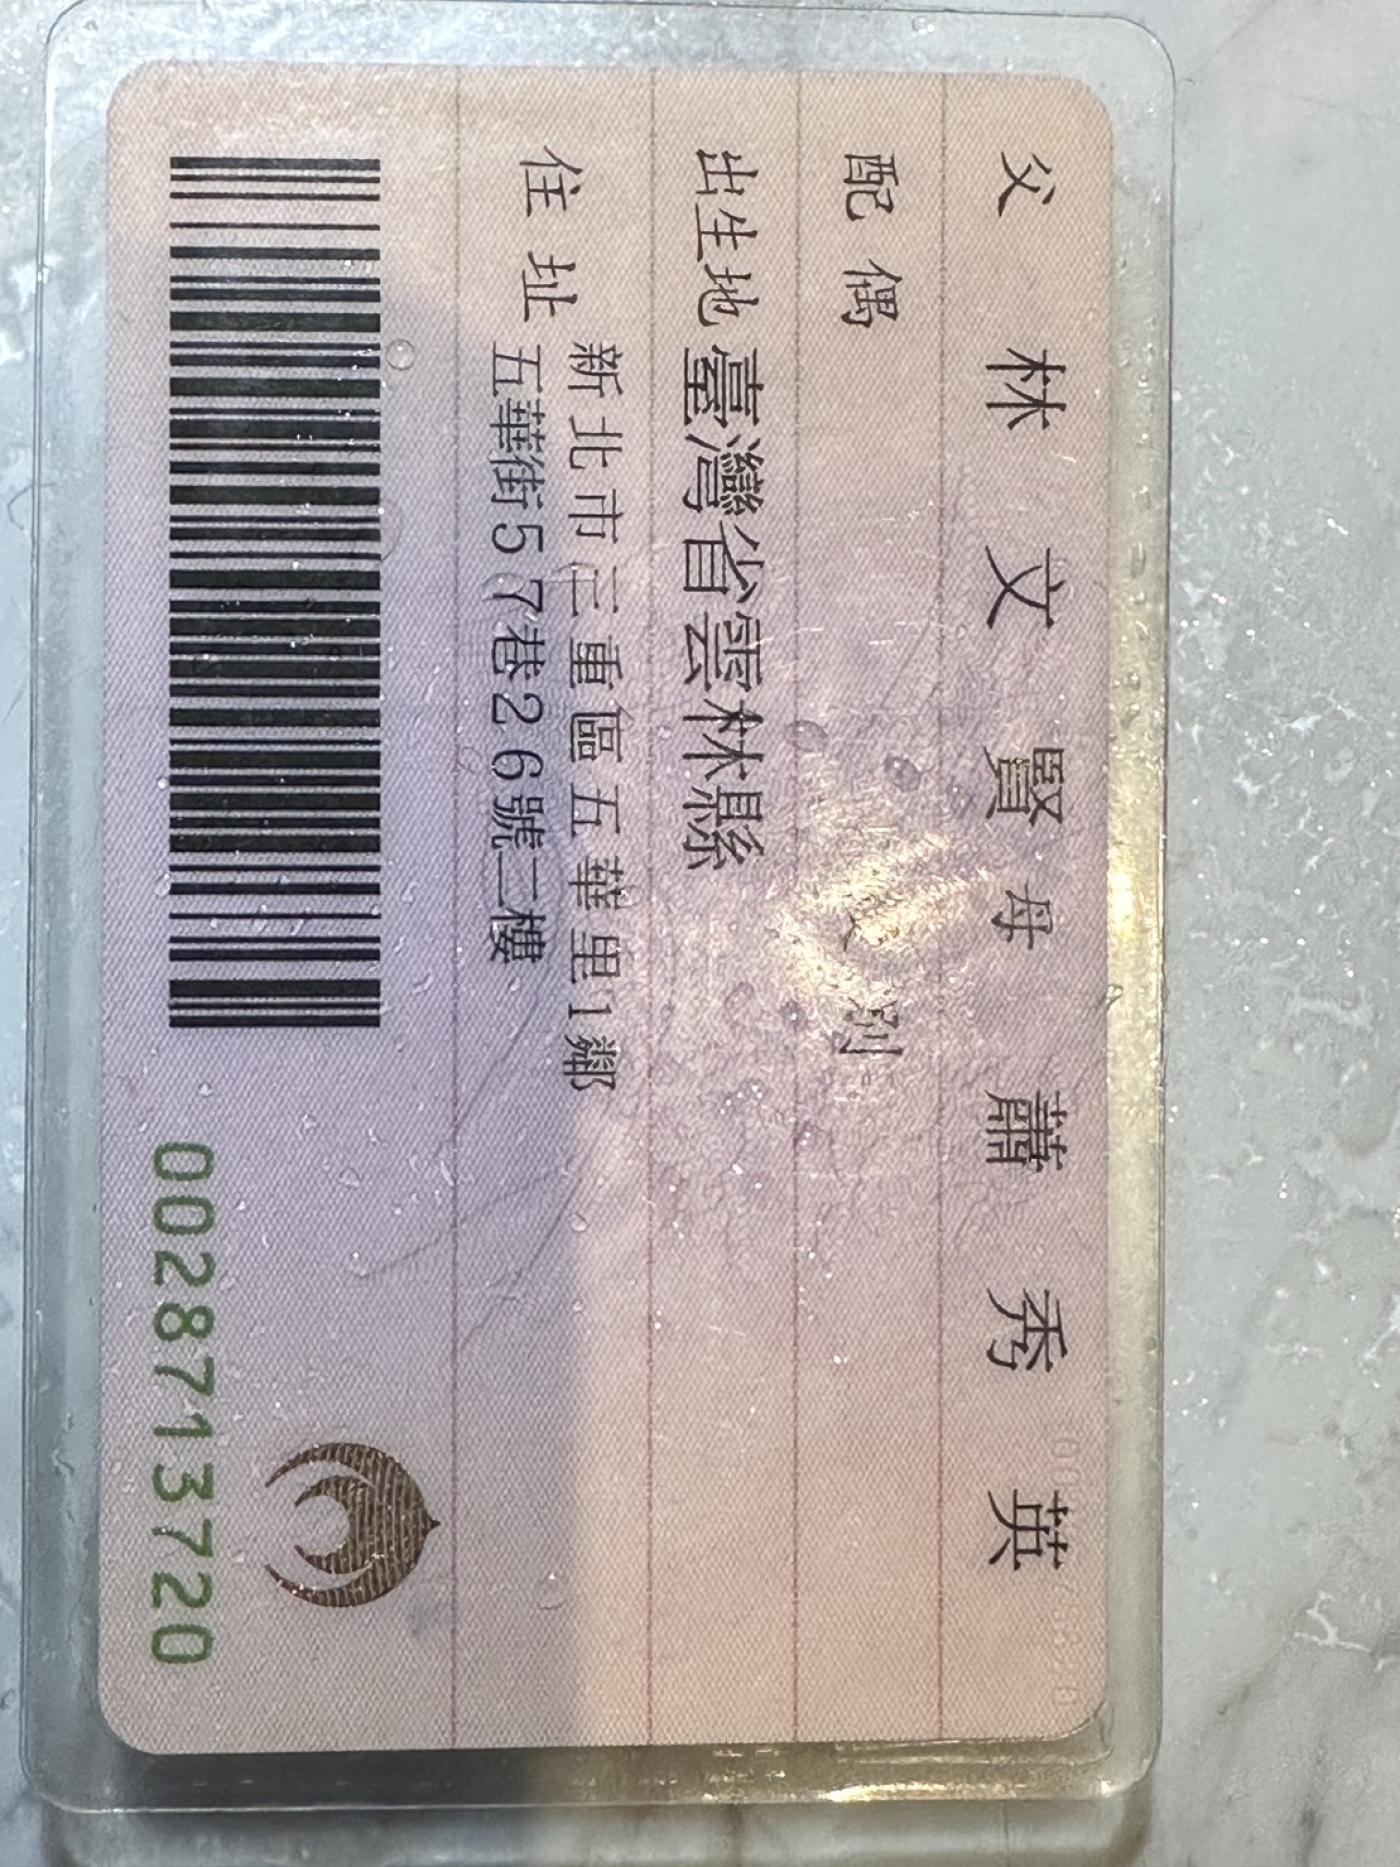 父 林文賢 母 蕭秀英
配偶 役別
出生地 臺灣省雲林縣
住址 新北市三重區五華里1鄰
五華街57巷26號二樓
0028713720